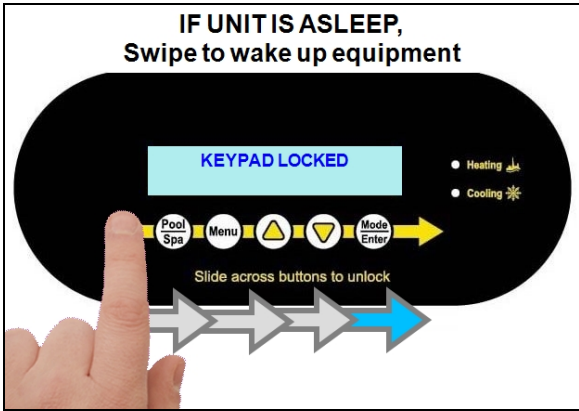 IF UNIT IS ASLEEP,
Swipe to wake up equipment
KEYPAD LOCKED
Heating
Cooling
Pool
Spa
Menu
Mode
Enter
Slide across buttons to unlock